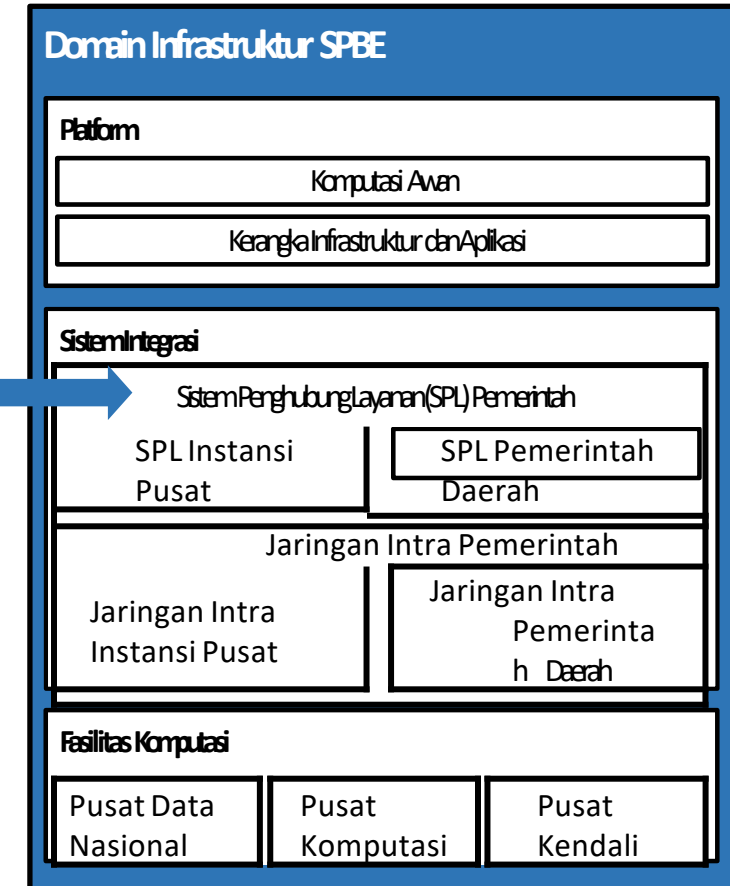 Domain Infrastruktur SPBE
Platform
Komputasi Awan
Kerangka Infrastruktur dan Aplikasi
Sistem Integrasi
Sistem Penghubung Layanan (SPL) Pemerintah
SPL Instansi
Pusat
SPL Pemerintah
Daerah
Jaringan Intra Pemerintah
Jaringan Intra
Instansi Pusat
Jaringan Intra
Pemerinta
h Daerah
Fasilitas Komputasi
Pusat Data
Nasional
Pusat
Komputasi
Pusat
Kendali